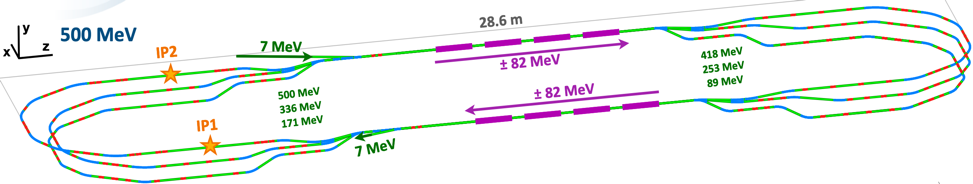 y
x
z
500 MeV
28.6 m
IP2
7 MeV
± 82 MeV
418 MeV
253 MeV
89 MeV
500 MeV
336 MeV
171 MeV
± 82 MeV
IP1
7 MeV